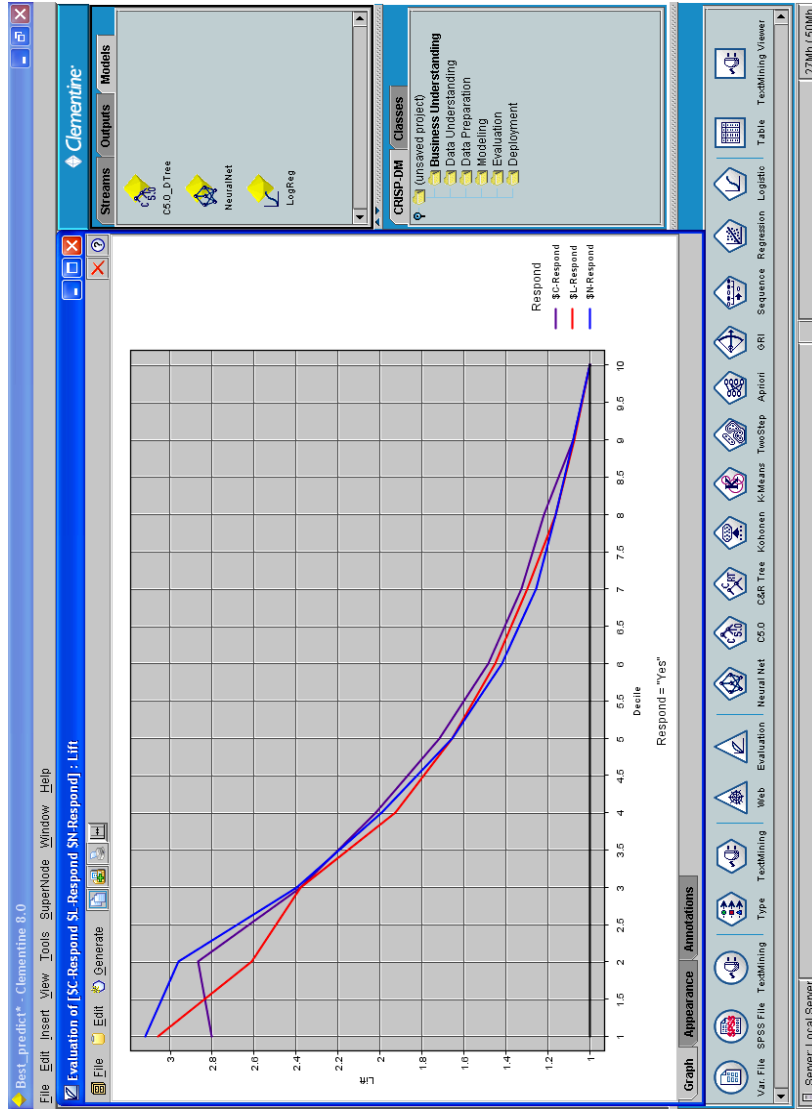 Best_predict* - Clementine 8.0
File Edit Insert View Tools SuperNode Window Help
Evaluation of [$C-Respond $L-Respond $N-Respond] : Lift
File Edit Generate
3
2.8
2.6
2.4
2.2
2
1.8
1.6
1.4
1.2
1
Lift
1 1.5 2 2.5 3 3.5 4 4.5 5 5.5 6 6.5 7 7.5 8 8.5 9 9.5 10
Decile
Respond = "Yes"
Respond
$C-Respond
$L-Respond
$N-Respond
Graph Appearance Annotations
Clementine
Streams Outputs Models
C5.0_DTree
NeuralNet
LogReg
CRISP-DM Classes
(unsaved project)
Business Understanding
Data Understanding
Data Preparation
Modeling
Evaluation
Deployment
Var. File SPSS File TextMining Type TextMining Web Evaluation Neural Net C5.0 C&R Tree Kohonen K-Means TwoStep Apriori GRI Sequence Regression Logistic Table TextMining Viewer
Server: Local Server
27Mb / 50Mb